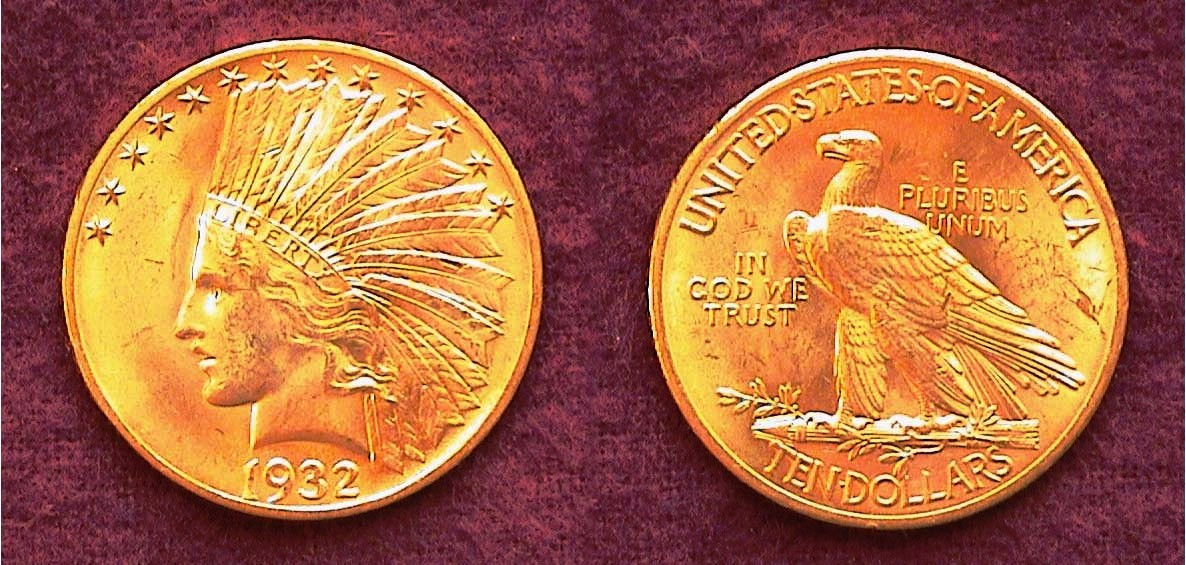 LIBERTY
1932
UNITED·STATES·OF·AMERICA
E
PLURIBUS
UNUM
IN
GOD WE
TRUST
TEN·DOLLARS